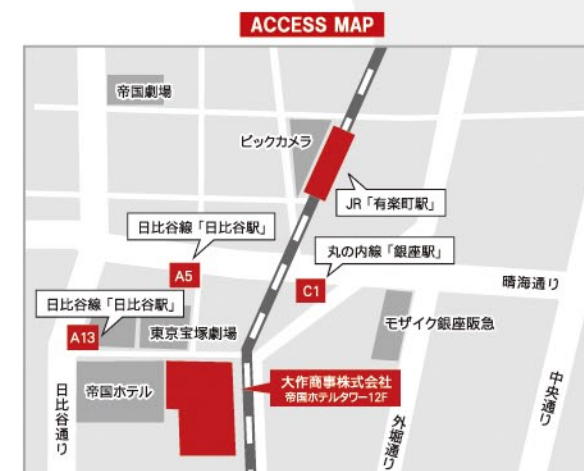 ACCESS MAP
帝国劇場
ビックカメラ
JR「有楽町駅」
日比谷線「日比谷駅」
丸の内線「銀座駅」
A5
C1
晴海通り
日比谷線「日比谷駅」
A13
東京宝塚劇場
モザイク銀座阪急
帝国ホテル
大作商事株式会社
帝国ホテルタワー12F
日比谷通り
外堀通り
中央通り